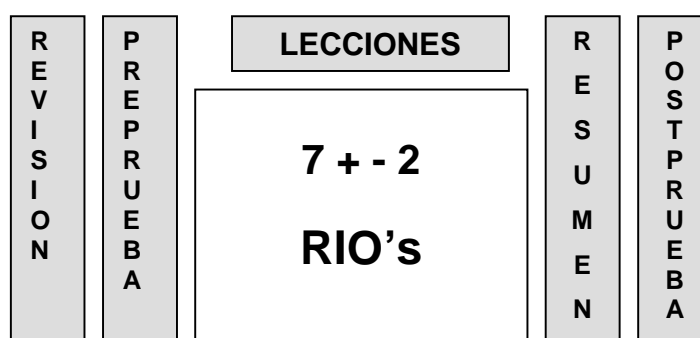 REVISION
PREPRUEBA
LECCIONES
7 + - 2
RIO’s
RESUMEN
POSTPRUEBA